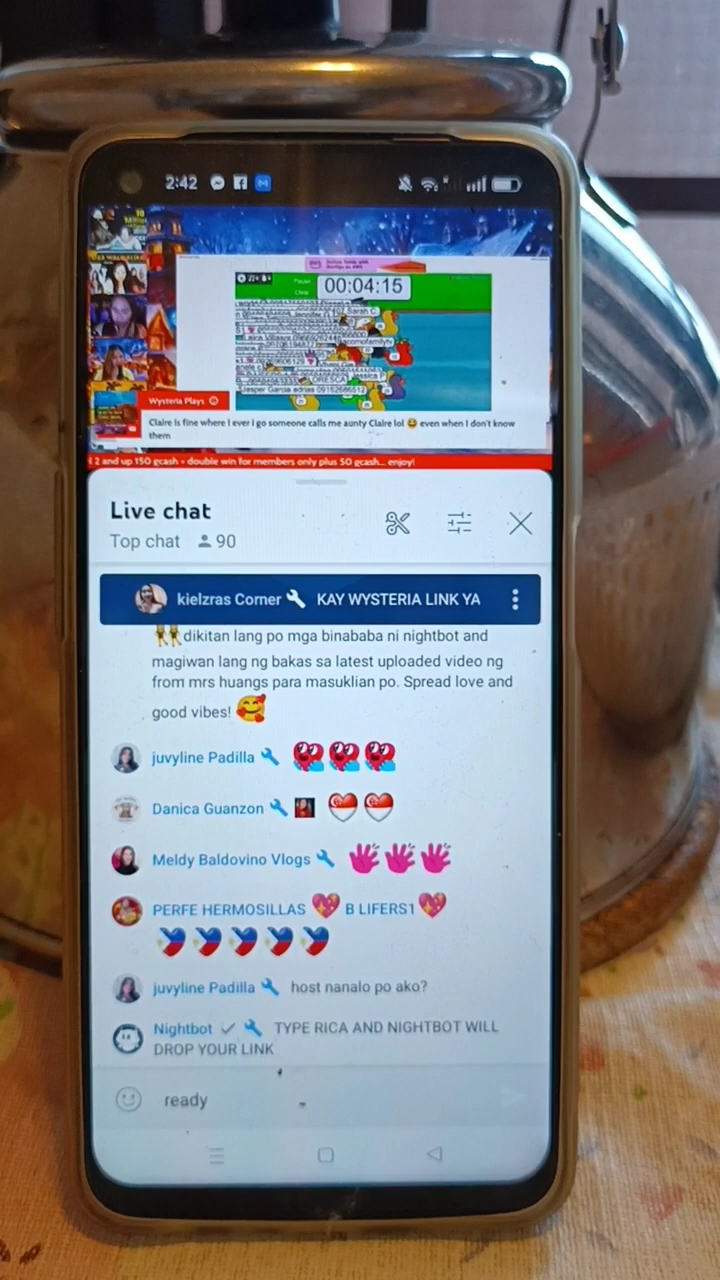 2:42
00:04:15
Sarah C.
Jessica P
Jasper Garcia
Wysteria Plays
Claire is fine where I ever i go someone calls me aunty Claire lol 😄 even when I don't know
them
2 and up 150 gcash - double win for members only plus 50 gcash... enjoy!
Live chat
Top chat 90
kielzras Corner KAY WYSTERIA LINK YA
dikitan lang po mga binababa ni nightbot and
magiwan lang ng bakas sa latest uploaded video ng
from mrs huangs para masuklian po. Spread love and
good vibes! 🥰
juvyline Padilla
Danica Guanzon
Meldy Baldovino Vlogs
PERFE HERMOSILLAS 💖 B LIFERS1 💖
juvyline Padilla host nanalo po ako?
Nightbot ✓ TYPE RICA AND NIGHTBOT WILL
DROP YOUR LINK
ready